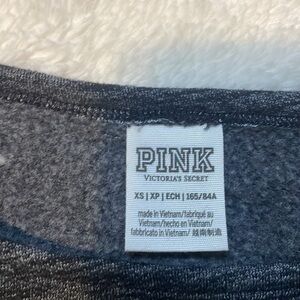 PINK
VICTORIA'S SECRET
XS | XP | ECH | 165/84A
made in Vietnam/fabriqué au
Vietnam/hecho en Vietnam/
fabbricato in Vietnam/ 越南制造